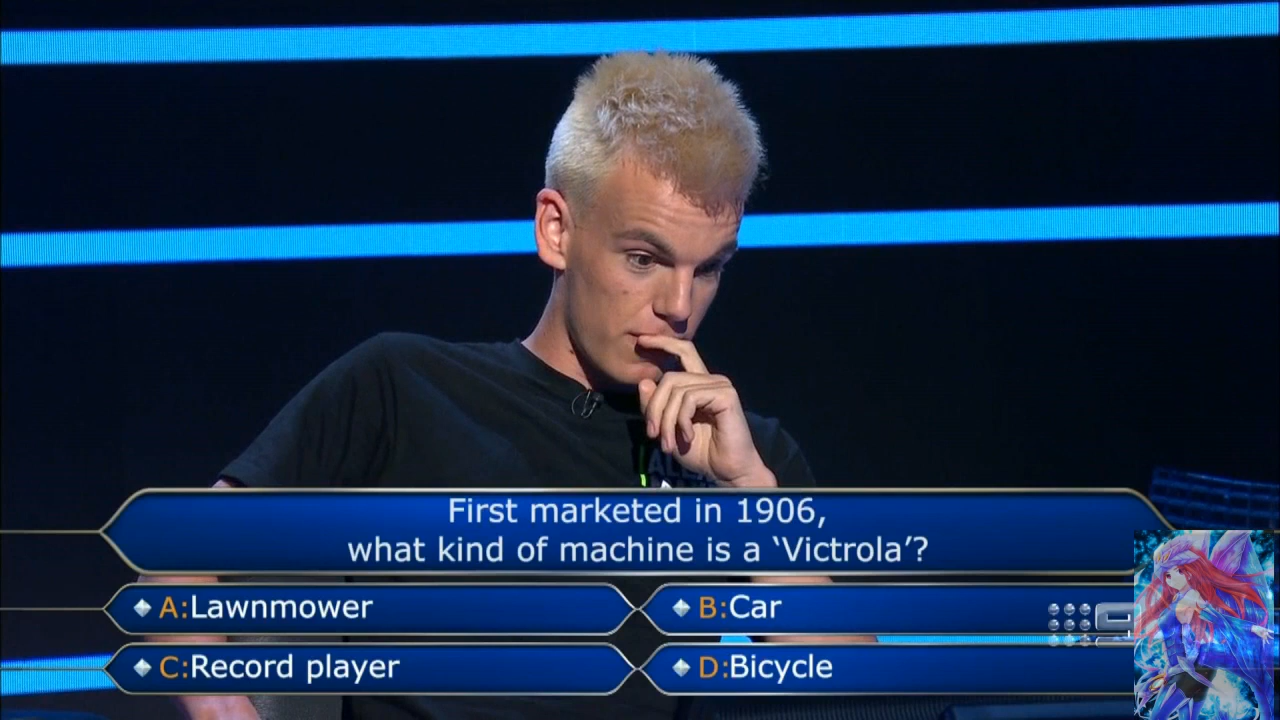 First marketed in 1906,
what kind of machine is a ‘Victrola’?
A:Lawnmower
B:Car
C:Record player
D:Bicycle